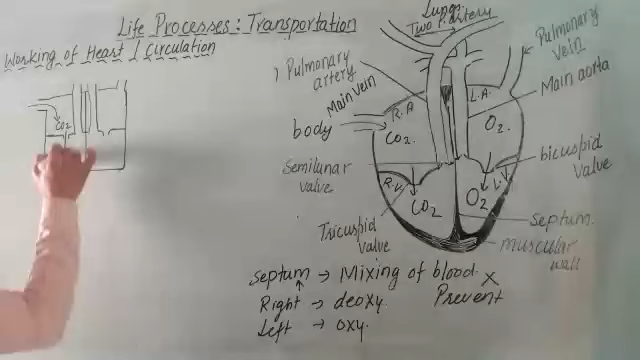 Life Processes: Transportation
Working of Heart / Circulation
Lungs
Two P. artery
Pulmonary vein
Pulmonary artery
Main vein
Main aorta
R.A
L.A.
body
CO2.
O2.
CO2
Semilunar valve
bicuspid valve
R.V.
L.V
CO2
O2
Tricuspid valve
septum.
muscular wall
Septum → Mixing of blood. X
Prevent
Right → deoxy.
Left → oxy.